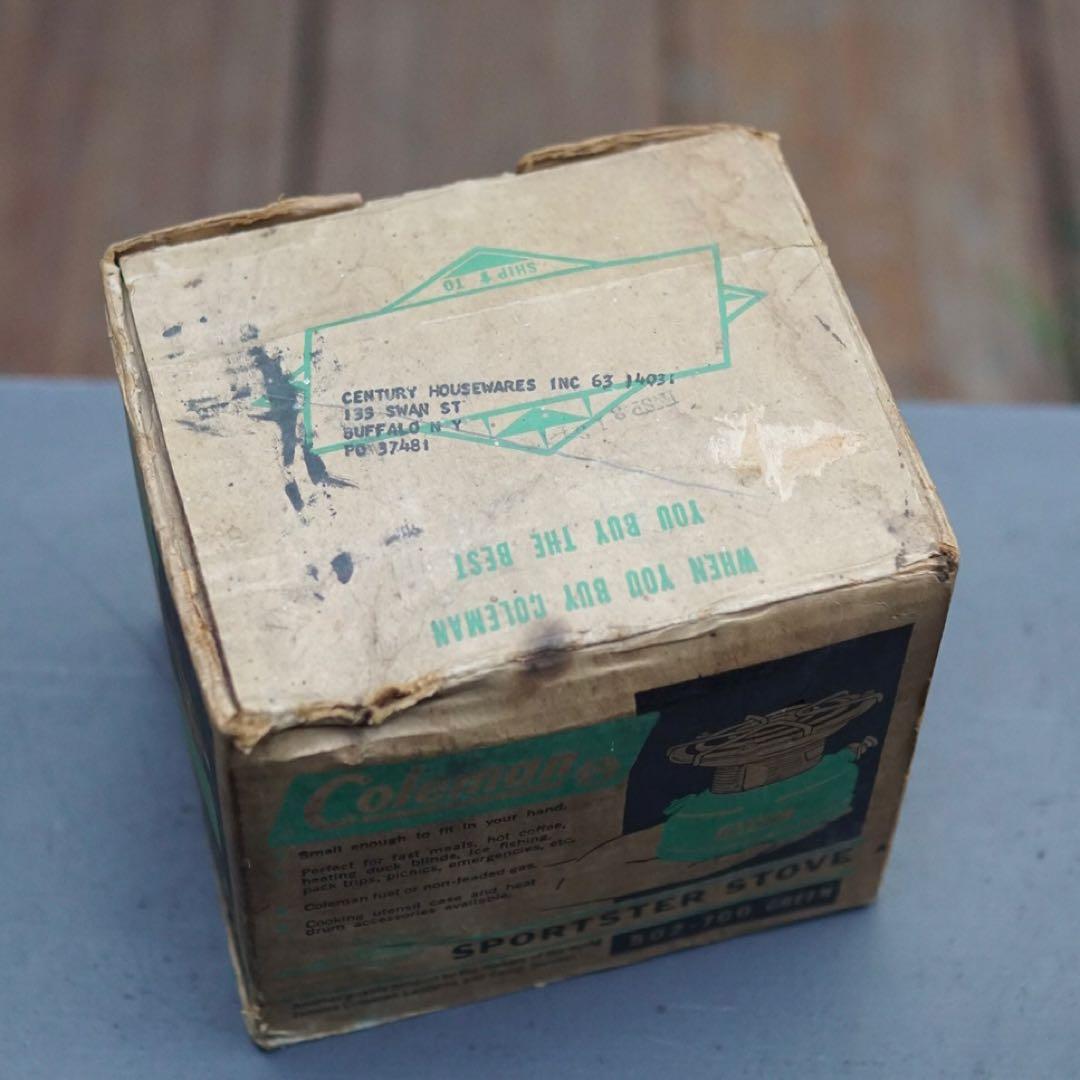 SHIP TO
CENTURY HOUSEWARES INC 63 14031
133 SWAN ST
BUFFALO N Y
PO 37481
WHEN YOU BUY COLEMAN
YOU BUY THE BEST
Coleman
Small enough to fit in your hand.
Perfect for fast meals, hot coffee,
heating duck blinds, ice fishing,
pack trips, picnics, emergencies, etc.
Coleman fuel or non-leaded gas.
Cooking utensil case and heat
drum accessories available.
SPORTSTER STOVE
502-700 GREEN